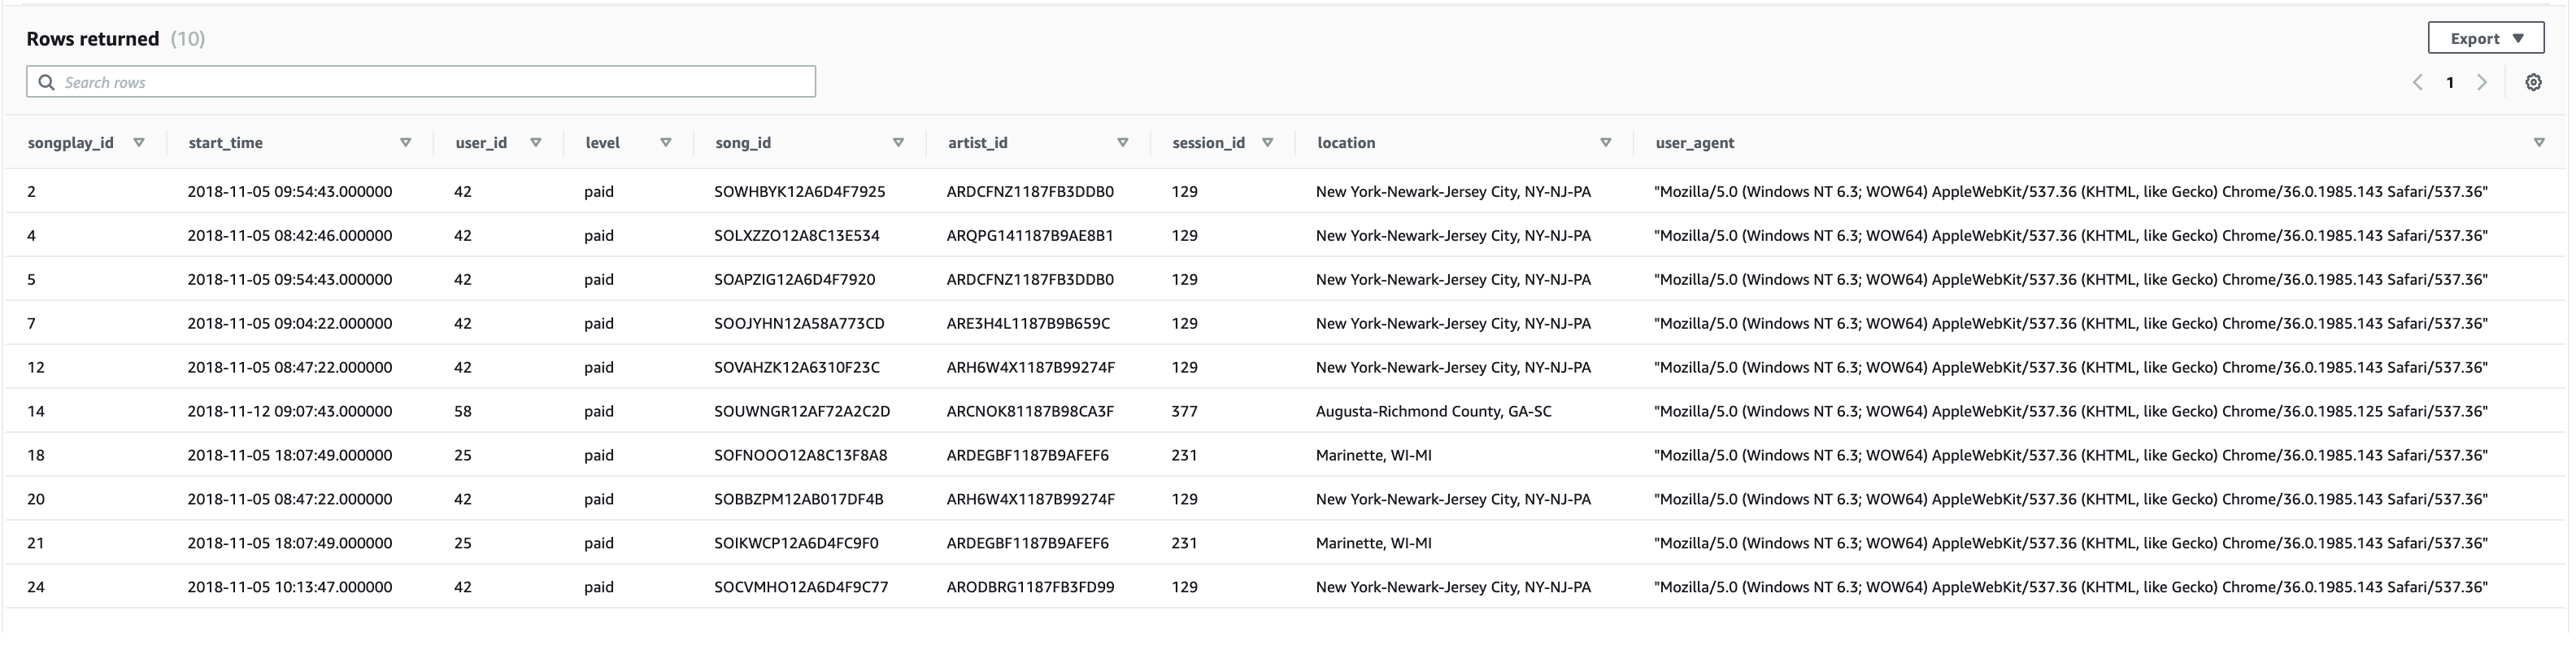 Rows returned (10)
Export
Search rows
1
songplay_id start_time user_id level song_id artist_id session_id location user_agent
2 2018-11-05 09:54:43.000000 42 paid SOWHBYK12A6D4F7925 ARDCFNZ1187FB3DDB0 129 New York-Newark-Jersey City, NY-NJ-PA "Mozilla/5.0 (Windows NT 6.3; WOW64) AppleWebKit/537.36 (KHTML, like Gecko) Chrome/36.0.1985.143 Safari/537.36"
4 2018-11-05 08:42:46.000000 42 paid SOLXZZO12A8C13E534 ARQPG141187B9AE8B1 129 New York-Newark-Jersey City, NY-NJ-PA "Mozilla/5.0 (Windows NT 6.3; WOW64) AppleWebKit/537.36 (KHTML, like Gecko) Chrome/36.0.1985.143 Safari/537.36"
5 2018-11-05 09:54:43.000000 42 paid SOAPZIG12A6D4F7920 ARDCFNZ1187FB3DDB0 129 New York-Newark-Jersey City, NY-NJ-PA "Mozilla/5.0 (Windows NT 6.3; WOW64) AppleWebKit/537.36 (KHTML, like Gecko) Chrome/36.0.1985.143 Safari/537.36"
7 2018-11-05 09:04:22.000000 42 paid SOOJYHN12A58A773CD ARE3H4L1187B9B659C 129 New York-Newark-Jersey City, NY-NJ-PA "Mozilla/5.0 (Windows NT 6.3; WOW64) AppleWebKit/537.36 (KHTML, like Gecko) Chrome/36.0.1985.143 Safari/537.36"
12 2018-11-05 08:47:22.000000 42 paid SOVAHZK12A6310F23C ARH6W4X1187B99274F 129 New York-Newark-Jersey City, NY-NJ-PA "Mozilla/5.0 (Windows NT 6.3; WOW64) AppleWebKit/537.36 (KHTML, like Gecko) Chrome/36.0.1985.143 Safari/537.36"
14 2018-11-12 09:07:43.000000 58 paid SOUWNGR12AF72A2C2D ARCNOK81187B98CA3F 377 Augusta-Richmond County, GA-SC "Mozilla/5.0 (Windows NT 6.3; WOW64) AppleWebKit/537.36 (KHTML, like Gecko) Chrome/36.0.1985.125 Safari/537.36"
18 2018-11-05 18:07:49.000000 25 paid SOFNOOO12A8C13F8A8 ARDEGBF1187B9AFEF6 231 Marinette, WI-MI "Mozilla/5.0 (Windows NT 6.3; WOW64) AppleWebKit/537.36 (KHTML, like Gecko) Chrome/36.0.1985.143 Safari/537.36"
20 2018-11-05 08:47:22.000000 42 paid SOBBZPM12AB017DF4B ARH6W4X1187B99274F 129 New York-Newark-Jersey City, NY-NJ-PA "Mozilla/5.0 (Windows NT 6.3; WOW64) AppleWebKit/537.36 (KHTML, like Gecko) Chrome/36.0.1985.143 Safari/537.36"
21 2018-11-05 18:07:49.000000 25 paid SOIKWCP12A6D4FC9F0 ARDEGBF1187B9AFEF6 231 Marinette, WI-MI "Mozilla/5.0 (Windows NT 6.3; WOW64) AppleWebKit/537.36 (KHTML, like Gecko) Chrome/36.0.1985.143 Safari/537.36"
24 2018-11-05 10:13:47.000000 42 paid SOCVMHO12A6D4F9C77 ARODBRG1187FB3FD99 129 New York-Newark-Jersey City, NY-NJ-PA "Mozilla/5.0 (Windows NT 6.3; WOW64) AppleWebKit/537.36 (KHTML, like Gecko) Chrome/36.0.1985.143 Safari/537.36"